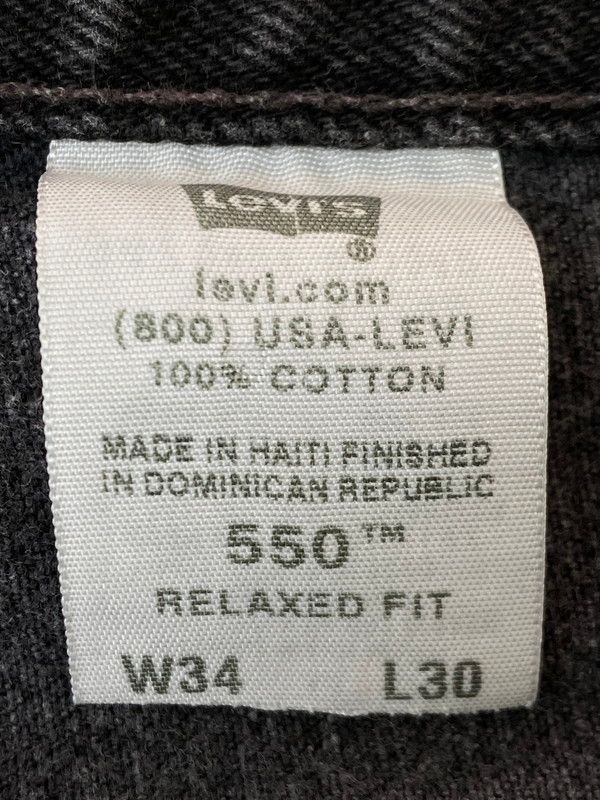 LEVI'S
®
levi.com
(800) USA-LEVI
100% COTTON
MADE IN HAITI FINISHED
IN DOMINICAN REPUBLIC
550™
RELAXED FIT
W34 L30